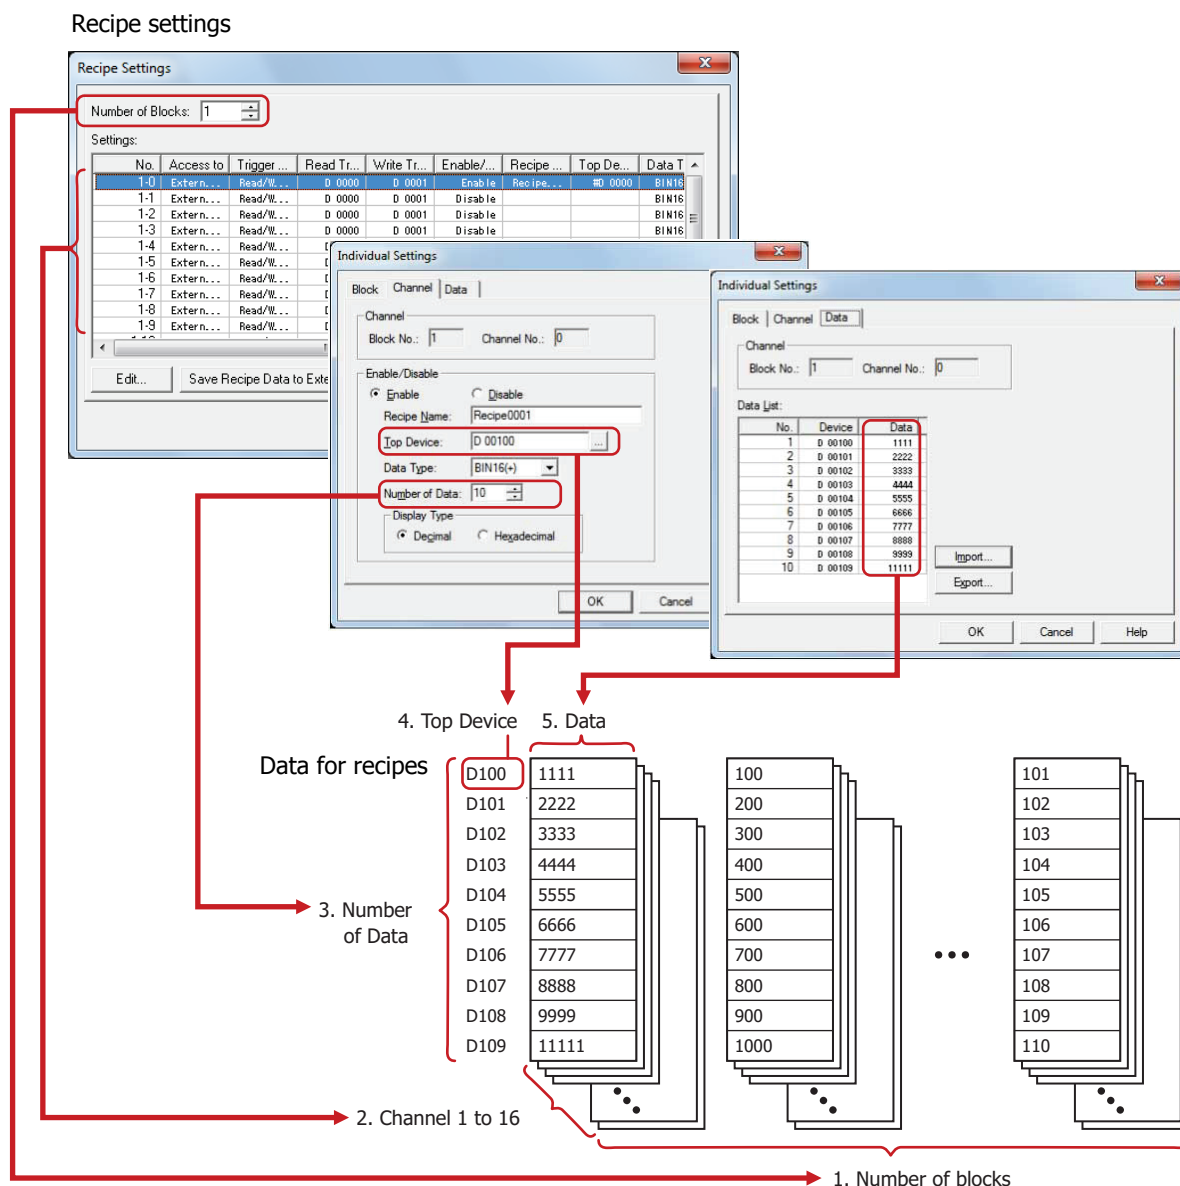 Recipe settings
Recipe Settings
Number of Blocks: 1
Settings:
No. Access to Trigger ... Read Tr... Write Tr... Enable/... Recipe ... Top De... Data T
1-0 Extern... Read/W... D 0000 D 0001 Enable Recipe... #D 0000 BIN16
1-1 Extern... Read/W... D 0000 D 0001 Disable BIN16
1-2 Extern... Read/W... D 0000 D 0001 Disable BIN16
1-3 Extern... Read/W... D 0000 D 0001 Disable BIN16
1-4 Extern... Read/W...
1-5 Extern... Read/W...
1-6 Extern... Read/W...
1-7 Extern... Read/W...
1-8 Extern... Read/W...
1-9 Extern... Read/W...
Edit... Save Recipe Data to Exte
Individual Settings
Block Channel Data
Channel
Block No.: 1 Channel No.: 0
Enable/Disable
Enable Disable
Recipe Name: Recipe0001
Top Device: D 00100 ...
Data Type: BIN16(+)
Number of Data: 10
Display Type
Decimal Hexadecimal
OK Cancel
Individual Settings
Block Channel Data
Channel
Block No.: 1 Channel No.: 0
Data List:
No. Device Data
1 D 00100 1111
2 D 00101 2222
3 D 00102 3333
4 D 00103 4444
5 D 00104 5555
6 D 00105 6666
7 D 00106 7777
8 D 00107 8888
9 D 00108 9999
10 D 00109 11111
Import...
Export...
OK Cancel Help
4. Top Device 5. Data
Data for recipes
D100 1111 100 101
D101 2222 200 102
D102 3333 300 103
D103 4444 400 104
D104 5555 500 105
D105 6666 600 106
D106 7777 700 107
D107 8888 800 108
D108 9999 900 109
D109 11111 1000 110
3. Number
of Data
2. Channel 1 to 16
1. Number of blocks